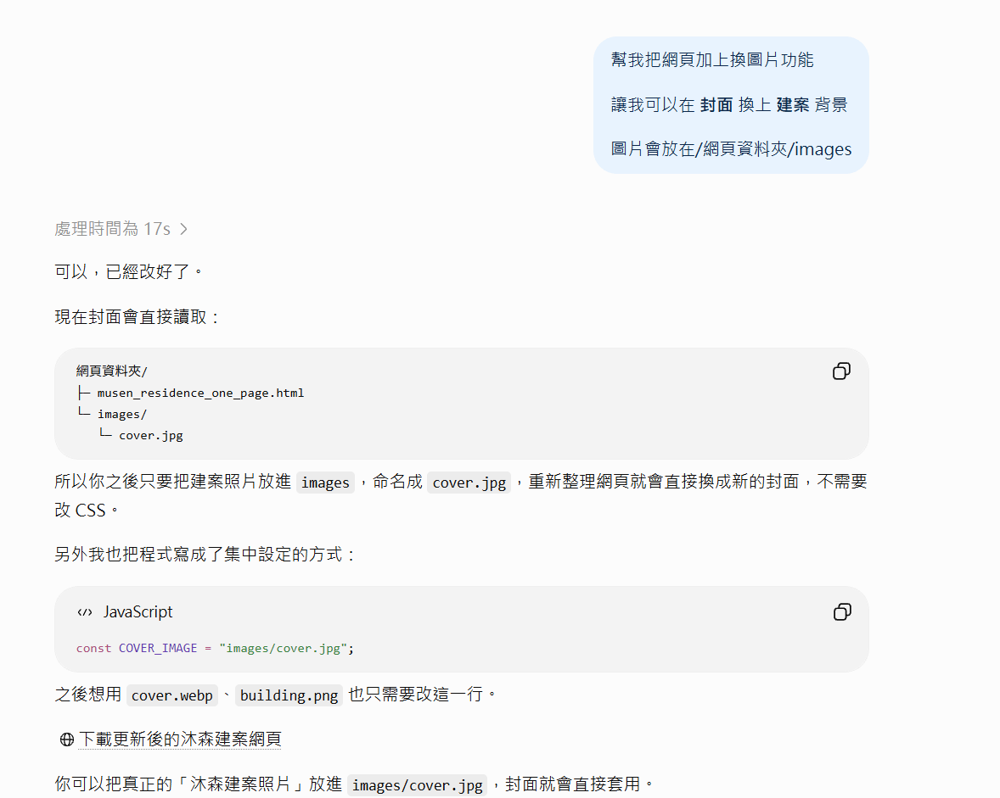 幫我把網頁加上換圖片功能
讓我可以在 封面 換上 建案 背景
圖片會放在/網頁資料夾/images
處理時間為 17s >
可以，已經改好了。
現在封面會直接讀取：
網頁資料夾/
├─ musen_residence_one_page.html
└─ images/
   └─ cover.jpg
所以你之後只要把建案照片放進 images，命名成 cover.jpg，重新整理網頁就會直接換成新的封面，不需要
改 CSS。
另外我也把程式寫成了集中設定的方式：
</> JavaScript
const COVER_IMAGE = "images/cover.jpg";
之後想用 cover.webp、building.png 也只需要改這一行。
下載更新後的沐森建案網頁
你可以把真正的「沐森建案照片」放進 images/cover.jpg，封面就會直接套用。